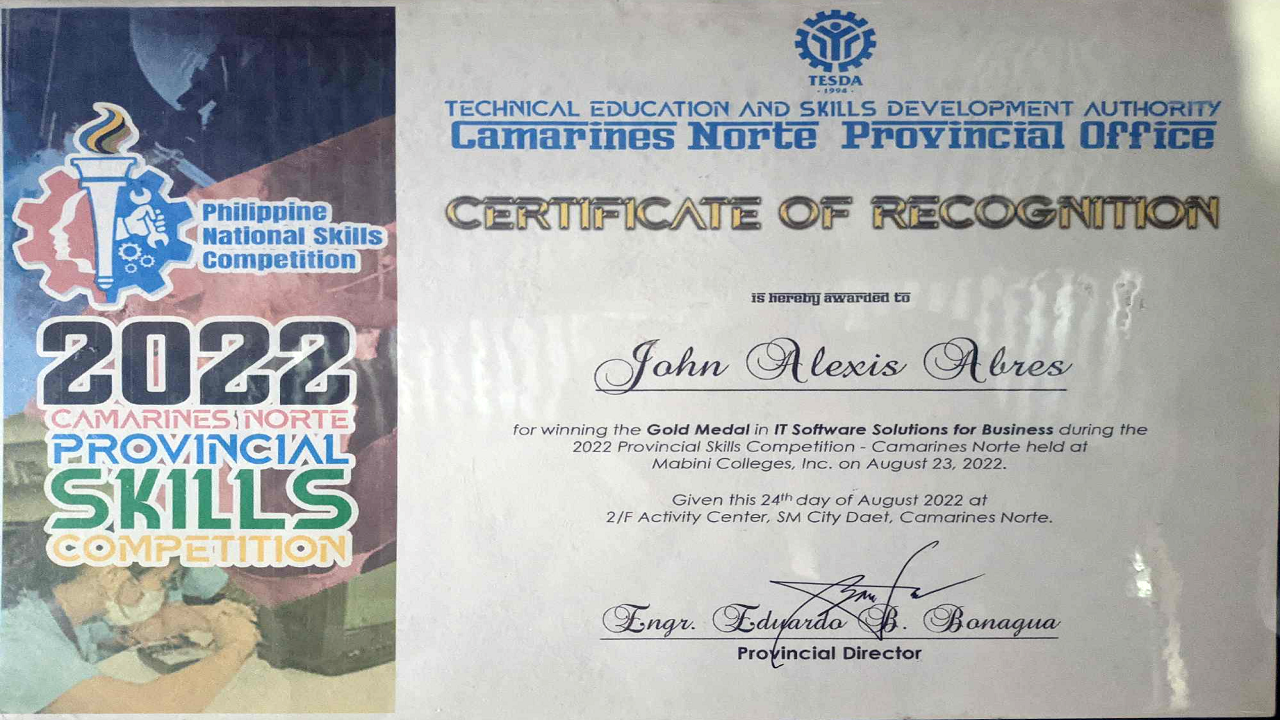 Philippine
National Skills
Competition
2022
CAMARINES NORTE
PROVINCIAL
SKILLS
COMPETITION
TESDA
- 1994 -
TECHNICAL EDUCATION AND SKILLS DEVELOPMENT AUTHORITY
Camarines Norte Provincial Office
CERTIFICATE OF RECOGNITION
is hereby awarded to
John Alexis Abres
for winning the Gold Medal in IT Software Solutions for Business during the
2022 Provincial Skills Competition - Camarines Norte held at
Mabini Colleges, Inc. on August 23, 2022.
Given this 24th day of August 2022 at
2/F Activity Center, SM City Daet, Camarines Norte.
Engr. Eduardo B. Bonagua
Provincial Director